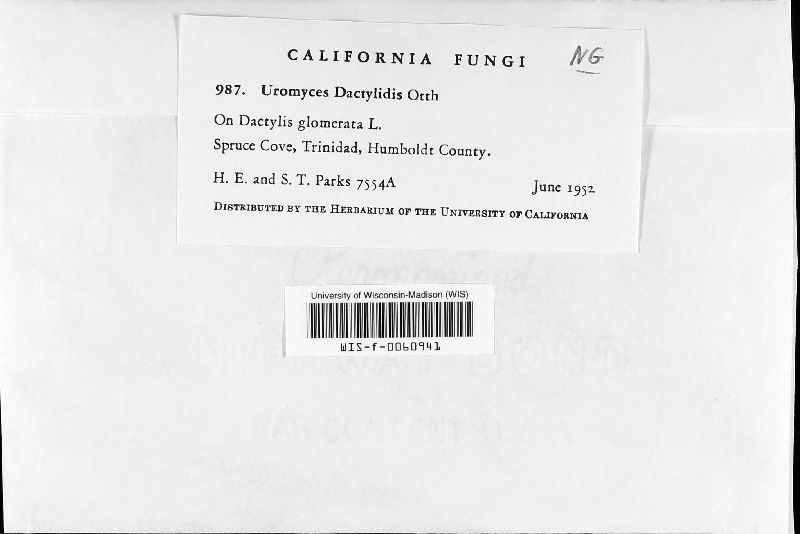 CALIFORNIA FUNGI
NG
987. Uromyces Dactylidis Otth
On Dactylis glomerata L.
Spruce Cove, Trinidad, Humboldt County.
H. E. and S. T. Parks 7554A June 1952
Distributed by the Herbarium of the University of California
University of Wisconsin-Madison (WIS)
WIS-f-0060941